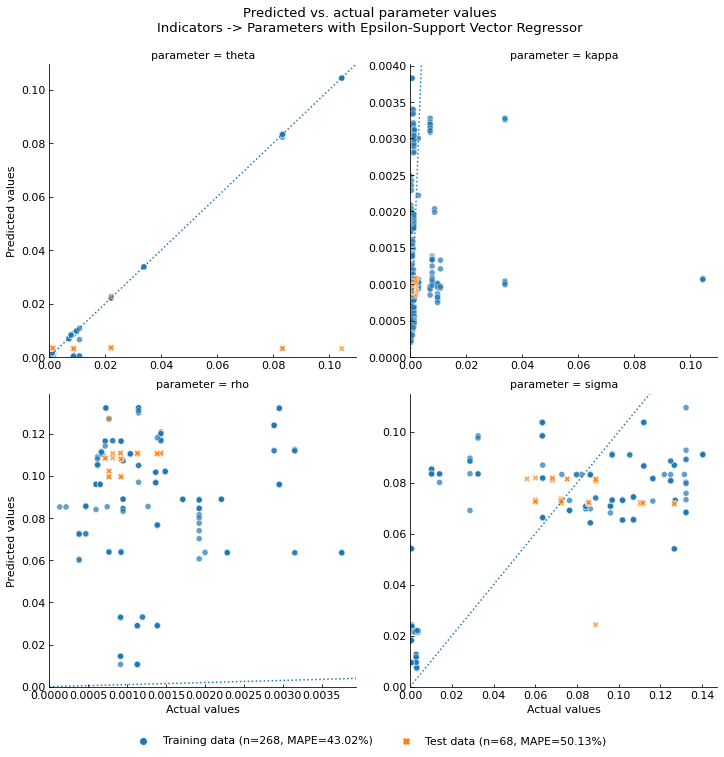 Predicted vs. actual parameter values
Indicators -> Parameters with Epsilon-Support Vector Regressor
parameter = theta
0.10
0.08
0.06
0.04
0.02
0.00
Predicted values
0.00 0.02 0.04 0.06 0.08 0.10
parameter = kappa
0.0040
0.0035
0.0030
0.0025
0.0020
0.0015
0.0010
0.0005
0.0000
0.00 0.02 0.04 0.06 0.08 0.10
parameter = rho
0.12
0.10
0.08
0.06
0.04
0.02
0.00
Predicted values
0.0000 0.0005 0.0010 0.0015 0.0020 0.0025 0.0030 0.0035
Actual values
parameter = sigma
0.10
0.08
0.06
0.04
0.02
0.00
0.00 0.02 0.04 0.06 0.08 0.10 0.12 0.14
Actual values
Training data (n=268, MAPE=43.02%)
Test data (n=68, MAPE=50.13%)